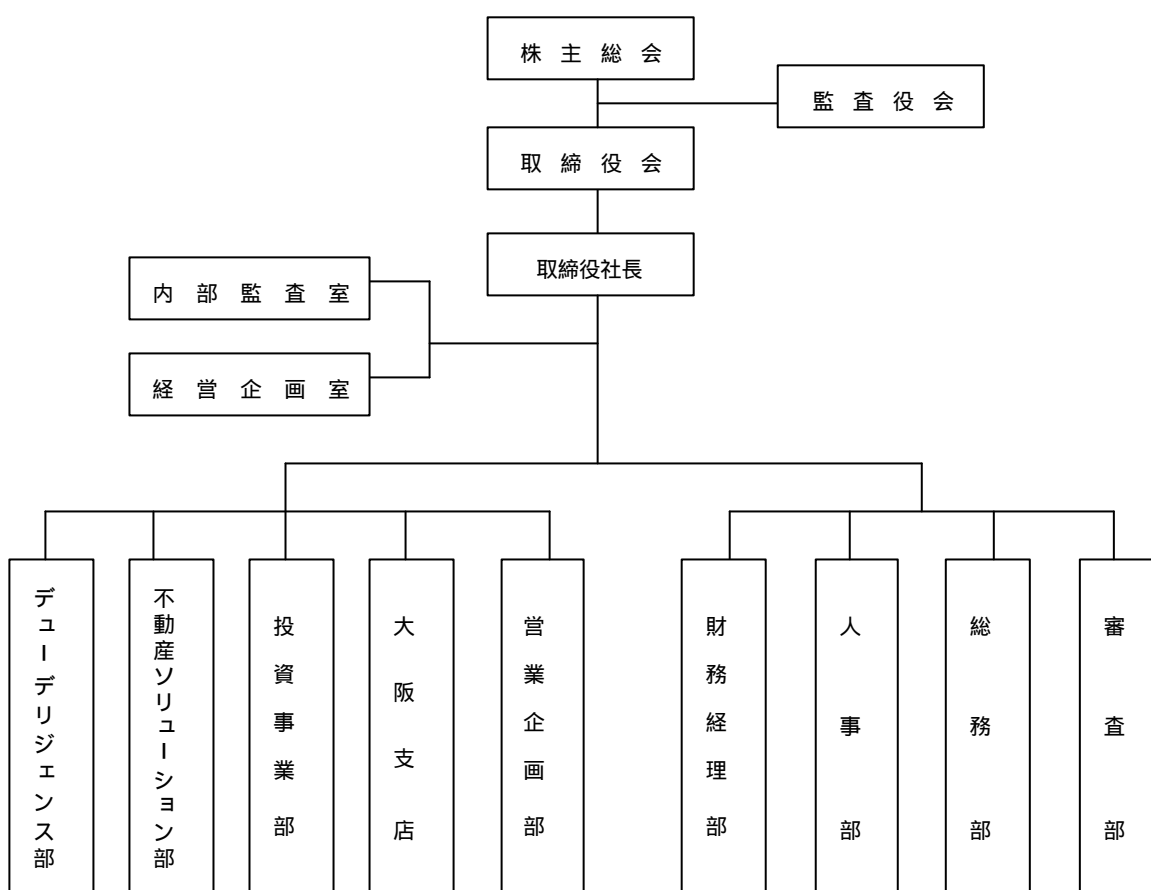 株主総会
監査役会
取締役会
取締役社長
内部監査室
経営企画室
デューデリジェンス部
不動産ソリューション部
投資事業部
大阪支店
営業企画部
財務経理部
人事部
総務部
審査部